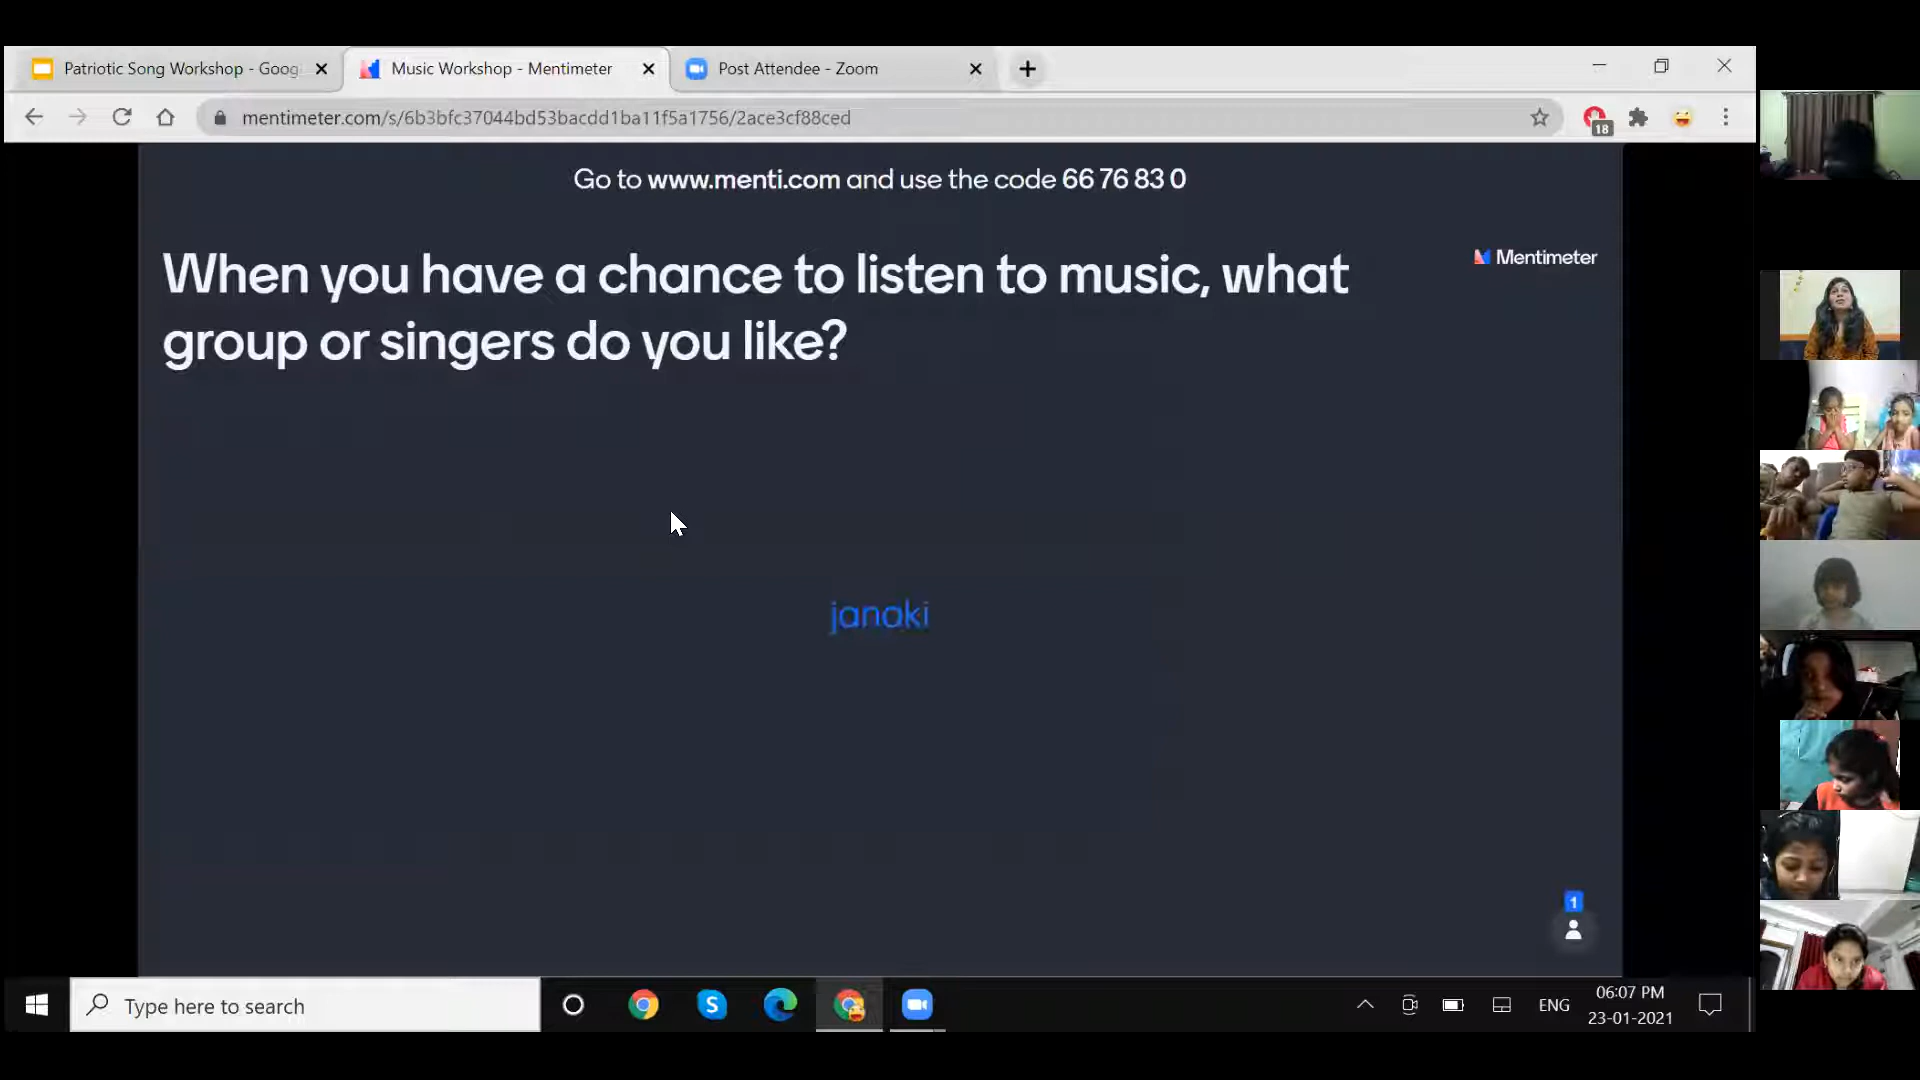 Patriotic Song Workshop - Goog
Music Workshop - Mentimeter
Post Attendee - Zoom
mentimeter.com/s/6b3bfc37044bd53bacdd1ba11f5a1756/2ace3cf88ced
18
Go to www.menti.com and use the code 66 76 83 0
Mentimeter
When you have a chance to listen to music, what
group or singers do you like?
janaki
1
Type here to search
ENG
06:07 PM
23-01-2021